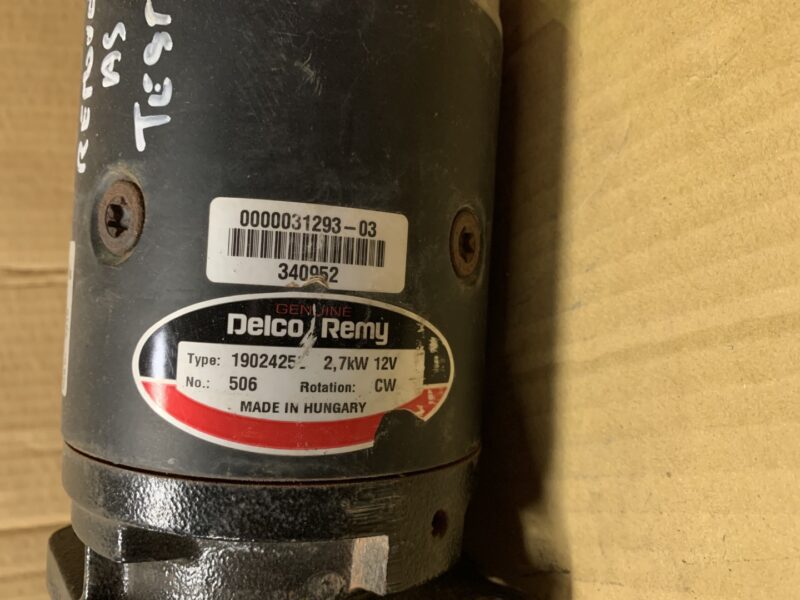 TEST
0000031293-03
340952
GENUINE
Delco Remy
Type: 2,7kW 12V
No.: 506 Rotation: CW
MADE IN HUNGARY